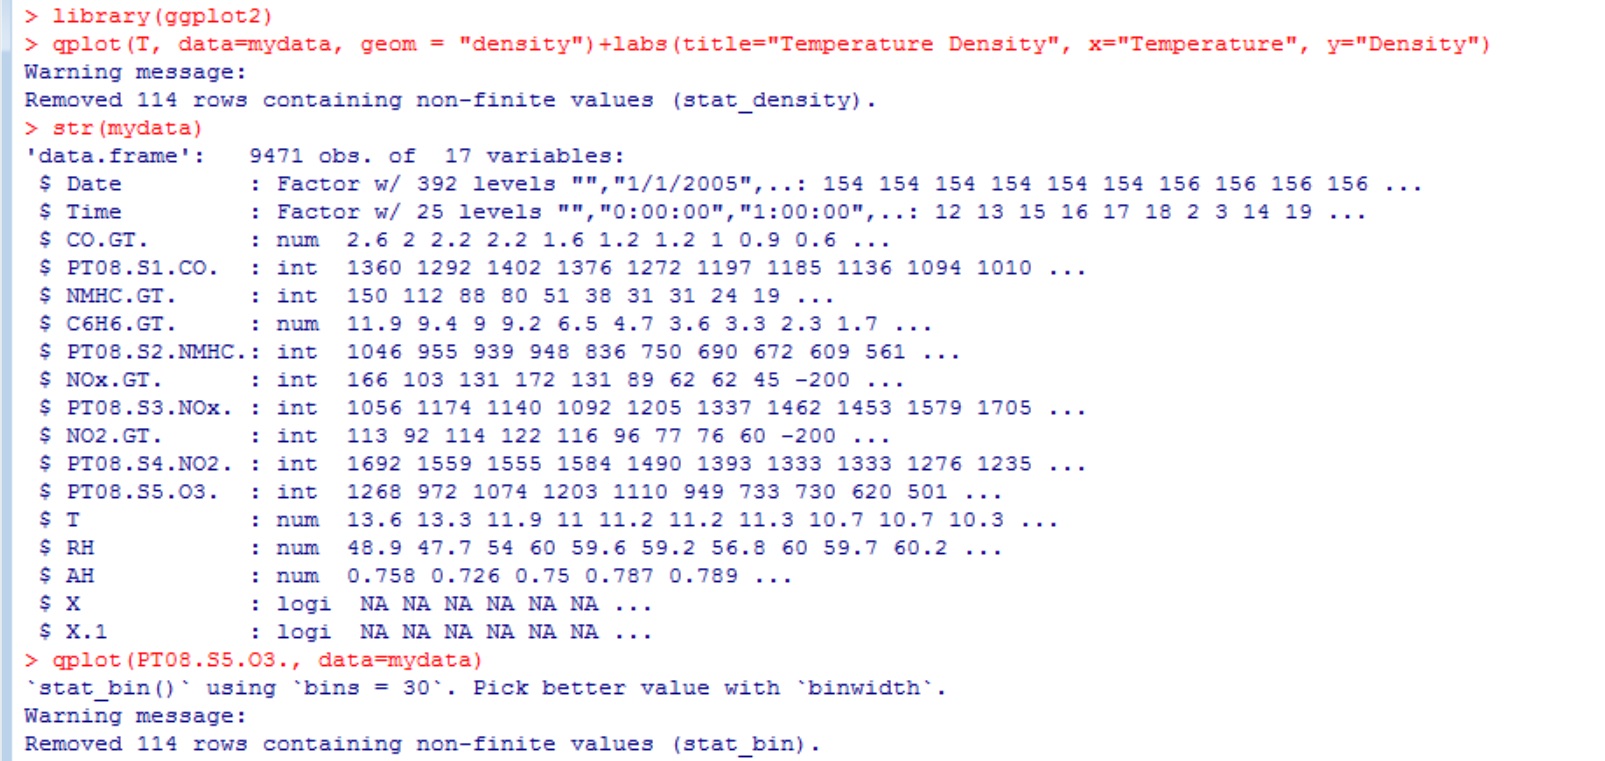 > library(ggplot2)
> qplot(T, data=mydata, geom = "density")+labs(title="Temperature Density", x="Temperature", y="Density")
Warning message:
Removed 114 rows containing non-finite values (stat_density).
> str(mydata)
'data.frame':   9471 obs. of  17 variables:
 $ Date         : Factor w/ 392 levels "","1/1/2005",..: 154 154 154 154 154 154 156 156 156 156 ...
 $ Time         : Factor w/ 25 levels "","0:00:00","1:00:00",..: 12 13 15 16 17 18 2 3 14 19 ...
 $ CO.GT.       : num  2.6 2 2.2 2.2 1.6 1.2 1.2 1 0.9 0.6 ...
 $ PT08.S1.CO.  : int  1360 1292 1402 1376 1272 1197 1185 1136 1094 1010 ...
 $ NMHC.GT.     : int  150 112 88 80 51 38 31 31 24 19 ...
 $ C6H6.GT.     : num  11.9 9.4 9 9.2 6.5 4.7 3.6 3.3 2.3 1.7 ...
 $ PT08.S2.NMHC.: int  1046 955 939 948 836 750 690 672 609 561 ...
 $ NOx.GT.      : int  166 103 131 172 131 89 62 62 45 -200 ...
 $ PT08.S3.NOx. : int  1056 1174 1140 1092 1205 1337 1462 1453 1579 1705 ...
 $ NO2.GT.      : int  113 92 114 122 116 96 77 76 60 -200 ...
 $ PT08.S4.NO2. : int  1692 1559 1555 1584 1490 1393 1333 1333 1276 1235 ...
 $ PT08.S5.O3.  : int  1268 972 1074 1203 1110 949 733 730 620 501 ...
 $ T            : num  13.6 13.3 11.9 11 11.2 11.2 11.3 10.7 10.7 10.3 ...
 $ RH           : num  48.9 47.7 54 60 59.6 59.2 56.8 60 59.7 60.2 ...
 $ AH           : num  0.758 0.726 0.75 0.787 0.789 ...
 $ X            : logi  NA NA NA NA NA NA ...
 $ X.1          : logi  NA NA NA NA NA NA ...
> qplot(PT08.S5.O3., data=mydata)
`stat_bin()` using `bins = 30`. Pick better value with `binwidth`.
Warning message:
Removed 114 rows containing non-finite values (stat_bin).